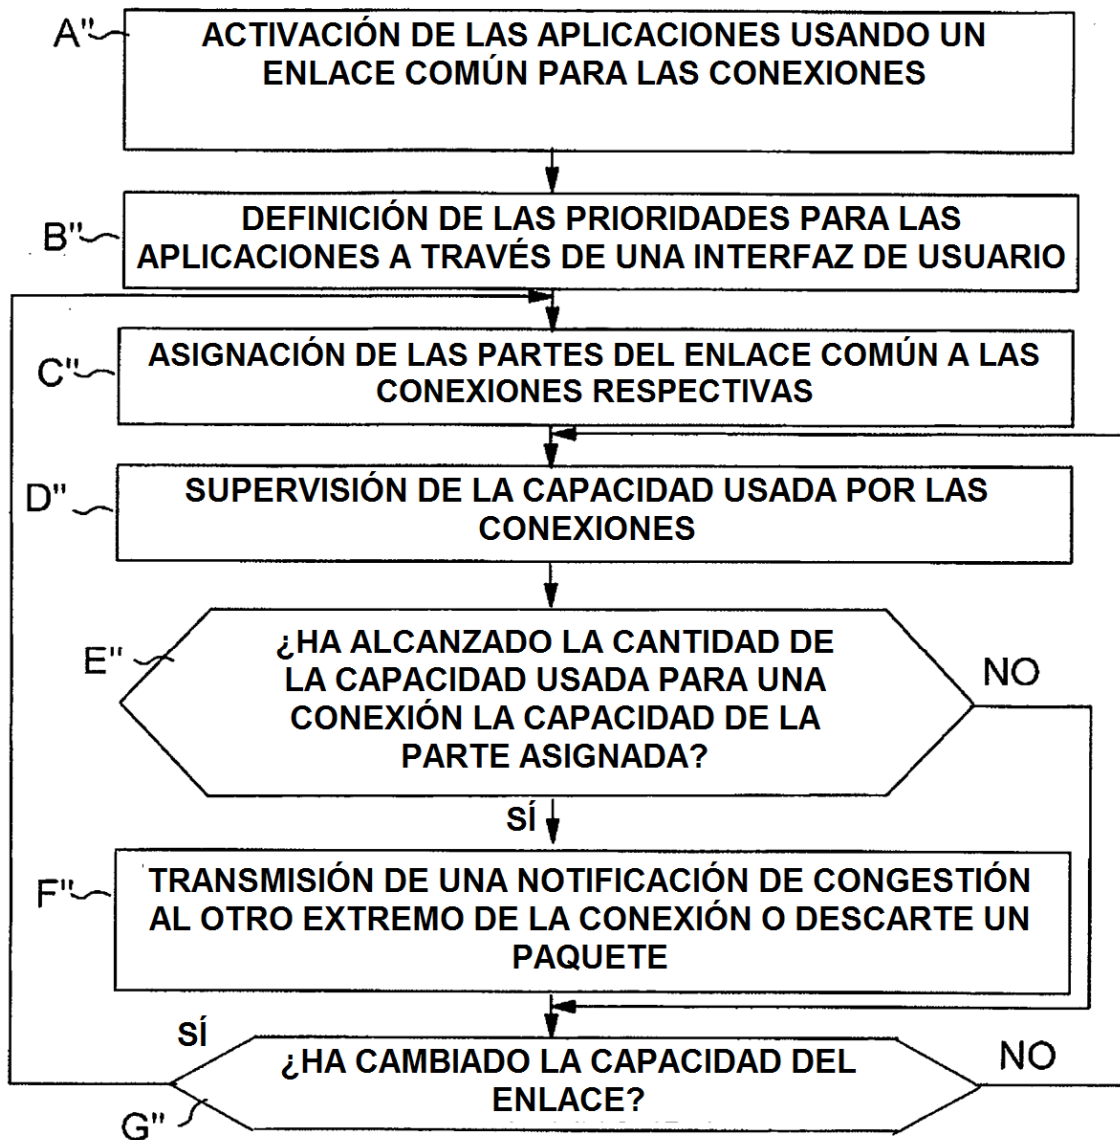 A"
ACTIVACIÓN DE LAS APLICACIONES USANDO UN
ENLACE COMÚN PARA LAS CONEXIONES
B"
DEFINICIÓN DE LAS PRIORIDADES PARA LAS
APLICACIONES A TRAVÉS DE UNA INTERFAZ DE USUARIO
C"
ASIGNACIÓN DE LAS PARTES DEL ENLACE COMÚN A LAS
CONEXIONES RESPECTIVAS
D"
SUPERVISIÓN DE LA CAPACIDAD USADA POR LAS
CONEXIONES
E"
¿HA ALCANZADO LA CANTIDAD DE
LA CAPACIDAD USADA PARA UNA
CONEXIÓN LA CAPACIDAD DE LA
PARTE ASIGNADA?
NO
SÍ
F"
TRANSMISIÓN DE UNA NOTIFICACIÓN DE CONGESTIÓN
AL OTRO EXTREMO DE LA CONEXIÓN O DESCARTE UN
PAQUETE
SÍ
¿HA CAMBIADO LA CAPACIDAD DEL
ENLACE?
NO
G"